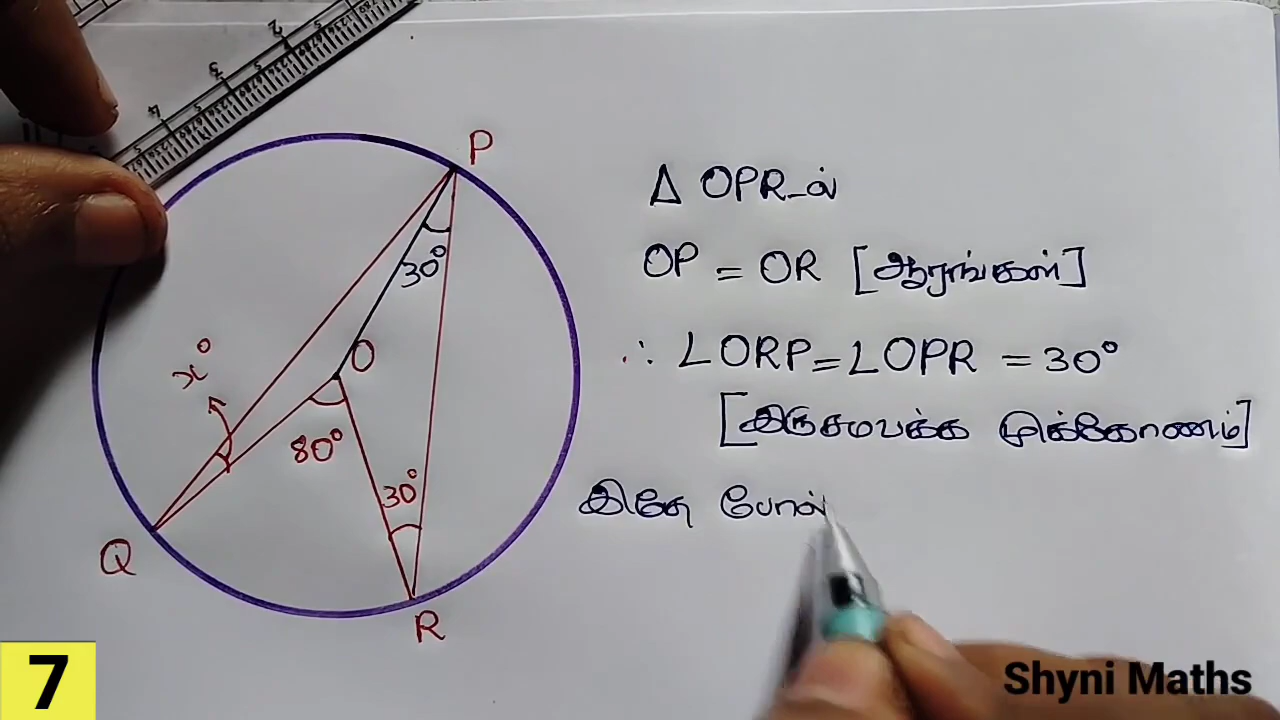 P
Δ OPR-ல்
OP = OR [ஆரங்கள்]
30°
O
x°
∴ ∠ORP = ∠OPR = 30°
[இருசமபக்க முக்கோணம்]
80°
30°
இதே போல்
Q
R
7
Shyni Maths